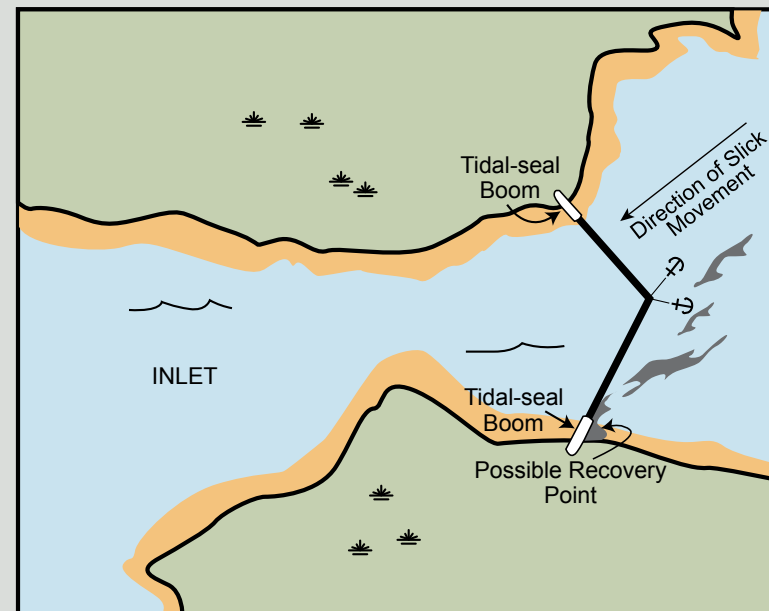 Tidal-seal
Boom
Direction of Slick
Movement
INLET
Tidal-seal
Boom
Possible Recovery
Point